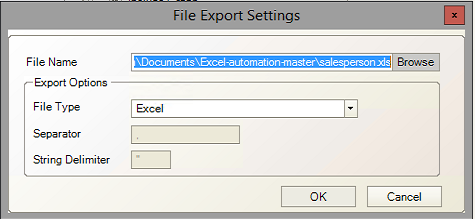 File Export Settings
x
File Name .\Documents\Excel-automation-master\salesperson.xls Browse
Export Options
File Type Excel
Separator ,
String Delimiter "
OK Cancel